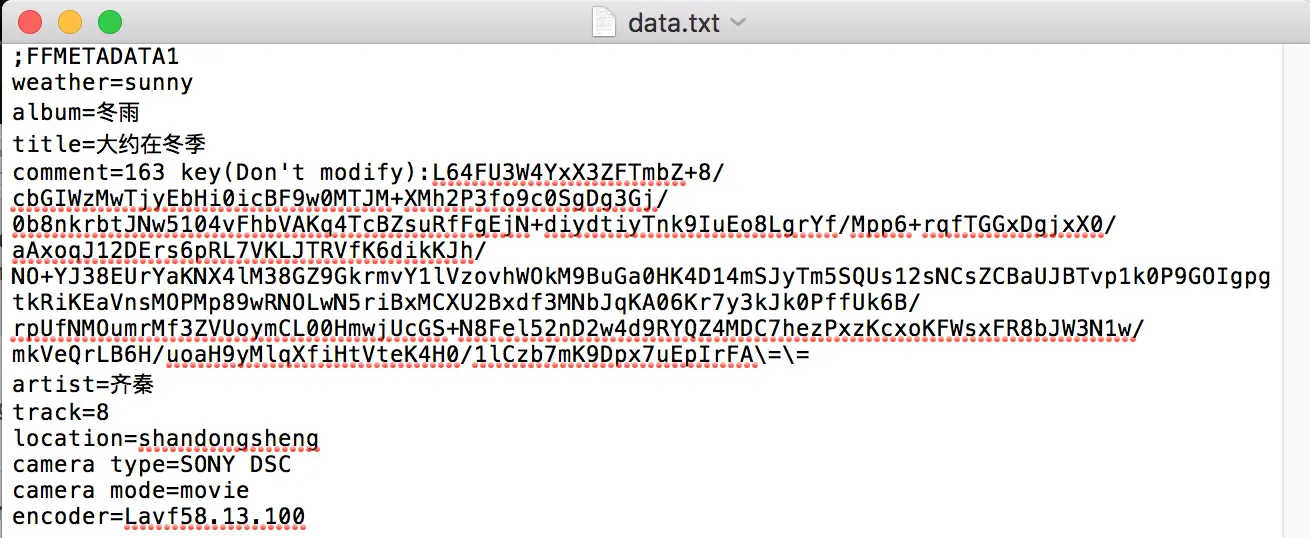 data.txt
;FFMETADATA1
weather=sunny
album=冬雨
title=大约在冬季
comment=163 key(Don't modify):L64FU3W4YxX3ZFTmbZ+8/
cbGIWzMwTjyEbHi0icBF9w0MTJM+XMh2P3fo9c0SgDg3Gj/
0b8nkrbtJNw5104vFhbVAKq4TcBZsuRfFgEjN+diydtiyTnk9IuEo8LgrYf/Mpp6+rqfTGGxDgjxX0/
aAxoqJ12DErs6pRL7VKLJTRVfK6dikKJh/
NO+YJ38EUrYaKNX4lM38GZ9GkrmvY1lVzovhWOkM9BuGa0HK4D14mSJyTm5SQUs12sNCsZCBaUJBTvp1k0P9GOIgpg
tkRiKEaVnsMOPMp89wRNOLwN5riBxMCXU2Bxdf3MNbJqKA06Kr7y3kJk0PffUk6B/
rpUfNMOumrMf3ZVUoymCL00HmwjUcGS+N8Fel52nD2w4d9RYQZ4MDC7hezPxzKcxoKFWsxFR8bJW3N1w/
mkVeQrLB6H/uoaH9yMlqXfiHtVteK4H0/1lCzb7mK9Dpx7uEpIrFA\=\=
artist=齐秦
track=8
location=shandongsheng
camera type=SONY DSC
camera mode=movie
encoder=Lavf58.13.100